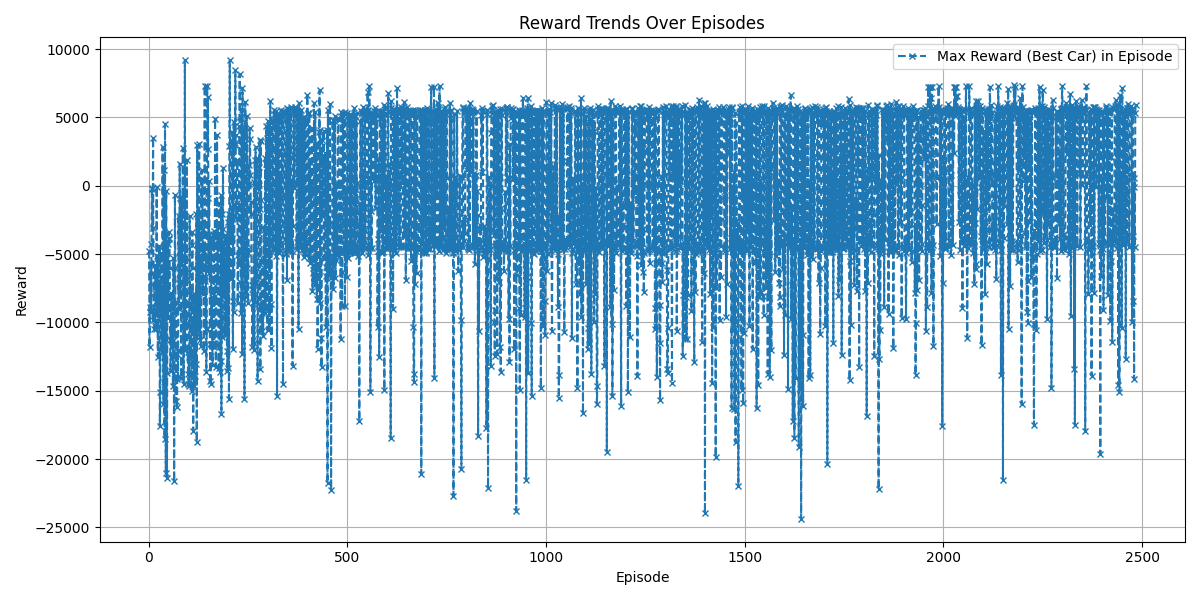 Reward Trends Over Episodes
Max Reward (Best Car) in Episode
10000
5000
0
−5000
−10000
−15000
−20000
−25000
Reward
0 500 1000 1500 2000 2500
Episode